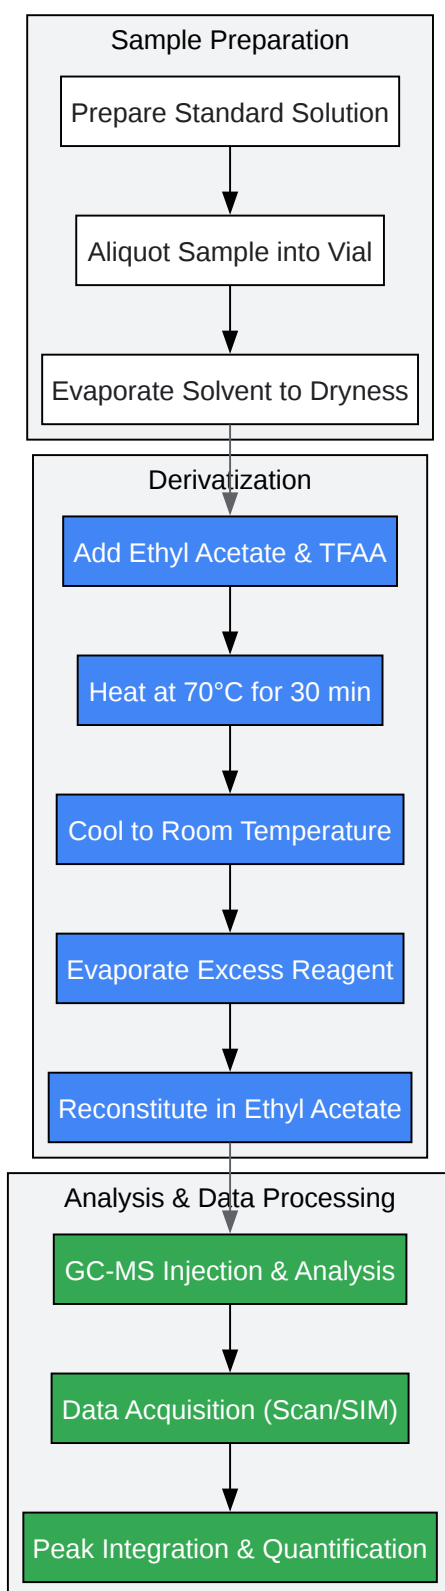 Sample Preparation
Prepare Standard Solution
Aliquot Sample into Vial
Evaporate Solvent to Dryness
Derivatization
Add Ethyl Acetate & TFAA
Heat at 70°C for 30 min
Cool to Room Temperature
Evaporate Excess Reagent
Reconstitute in Ethyl Acetate
Analysis & Data Processing
GC-MS Injection & Analysis
Data Acquisition (Scan/SIM)
Peak Integration & Quantification